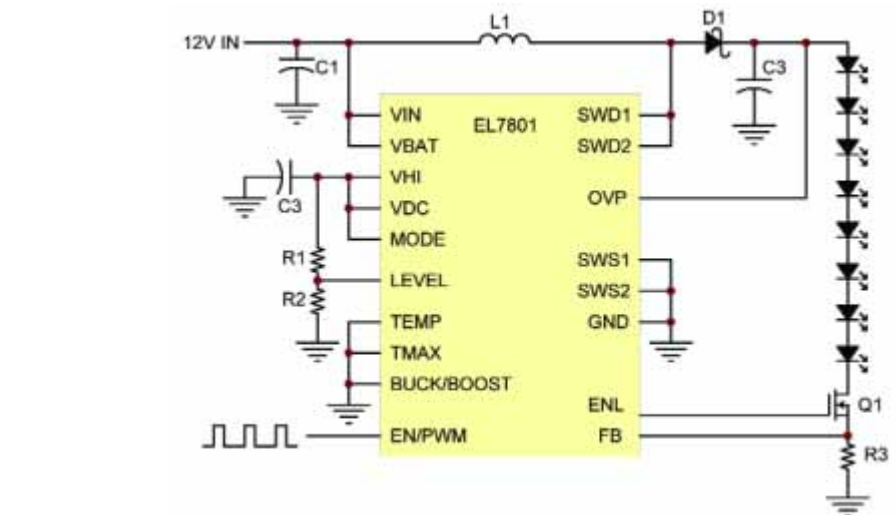 L1
D1
12V IN
C1
C3
VIN
EL7801
SWD1
VBAT
SWD2
VHI
C3
VDC
OVP
MODE
R1
SWS1
LEVEL
R2
SWS2
TEMP
GND
TMAX
BUCK/BOOST
ENL
Q1
EN/PWM
FB
R3